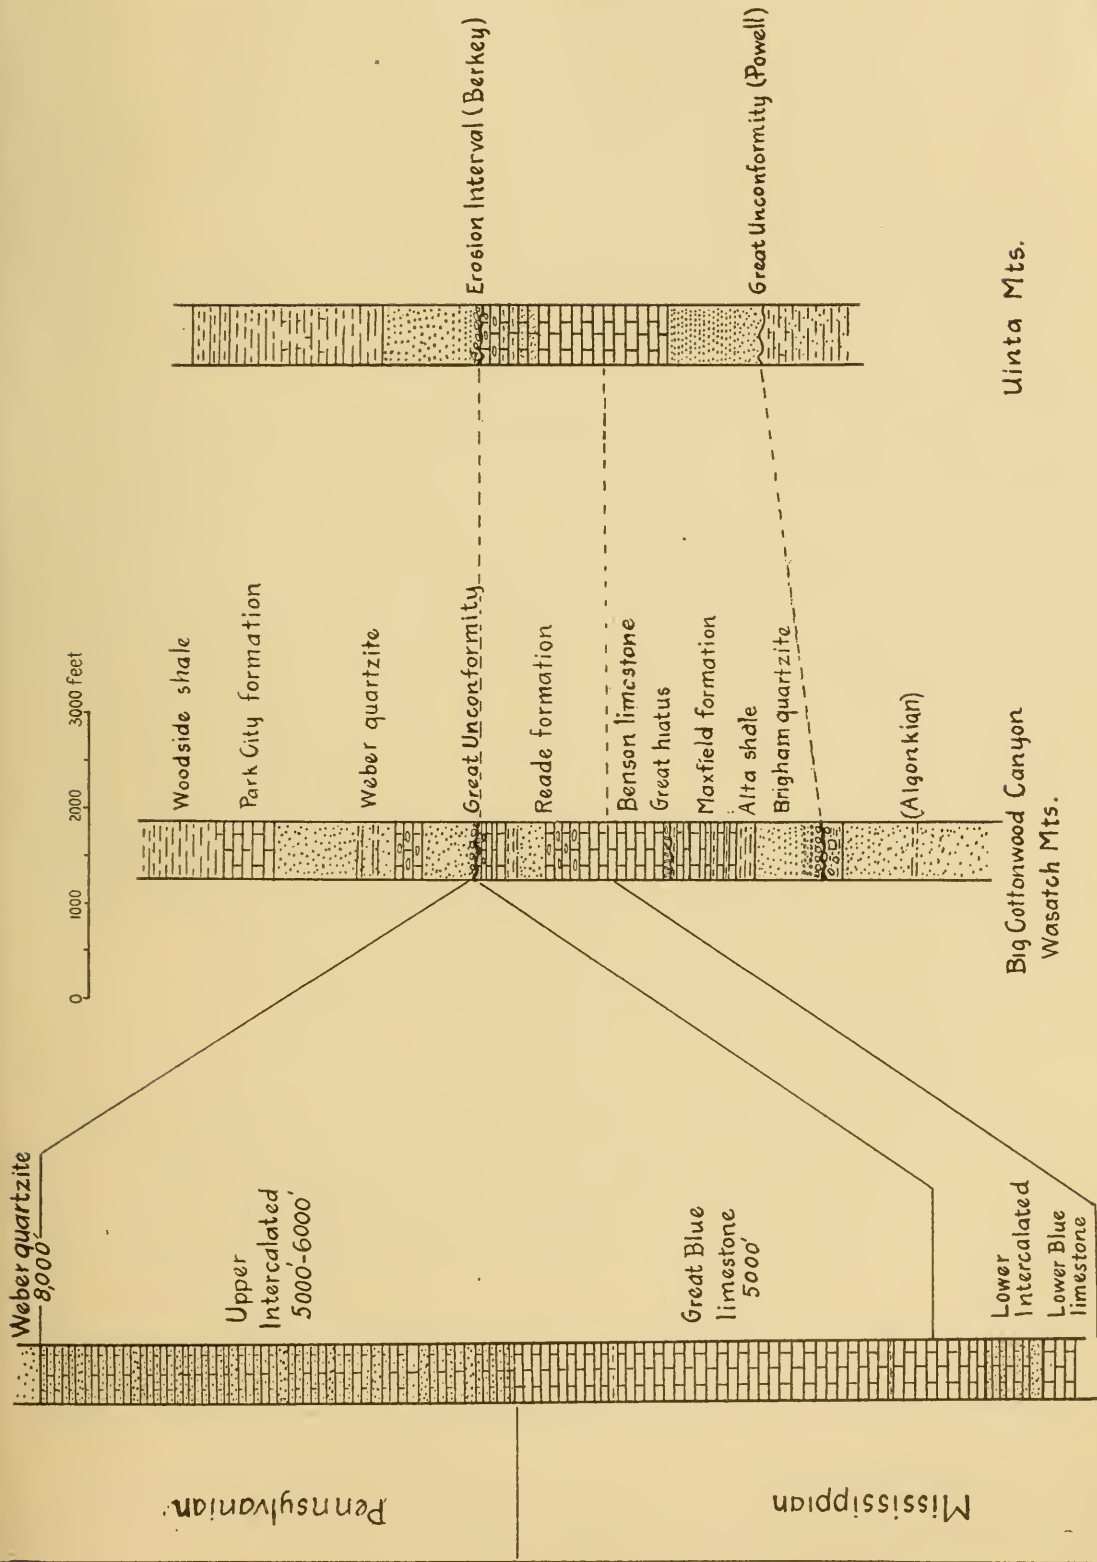 Pennsylvanian
Mississippian
Weber quartzite
8,000'
Upper
Intercalated
5000'-6000'
Great Blue
limestone
5000'
Lower
Intercalated
Lower Blue
limestone
0 1000 2000 3000 feet
Woodside shale
Park City formation
Weber quartzite
Great Unconformity
Reade formation
Benson limestone
Great hiatus
Maxfield formation
Alta shale
Brigham quartzite
(Algonkian)
Big Cottonwood Canyon
Wasatch Mts.
Erosion Interval (Berkey)
Great Unconformity (Powell)
Uinta Mts.